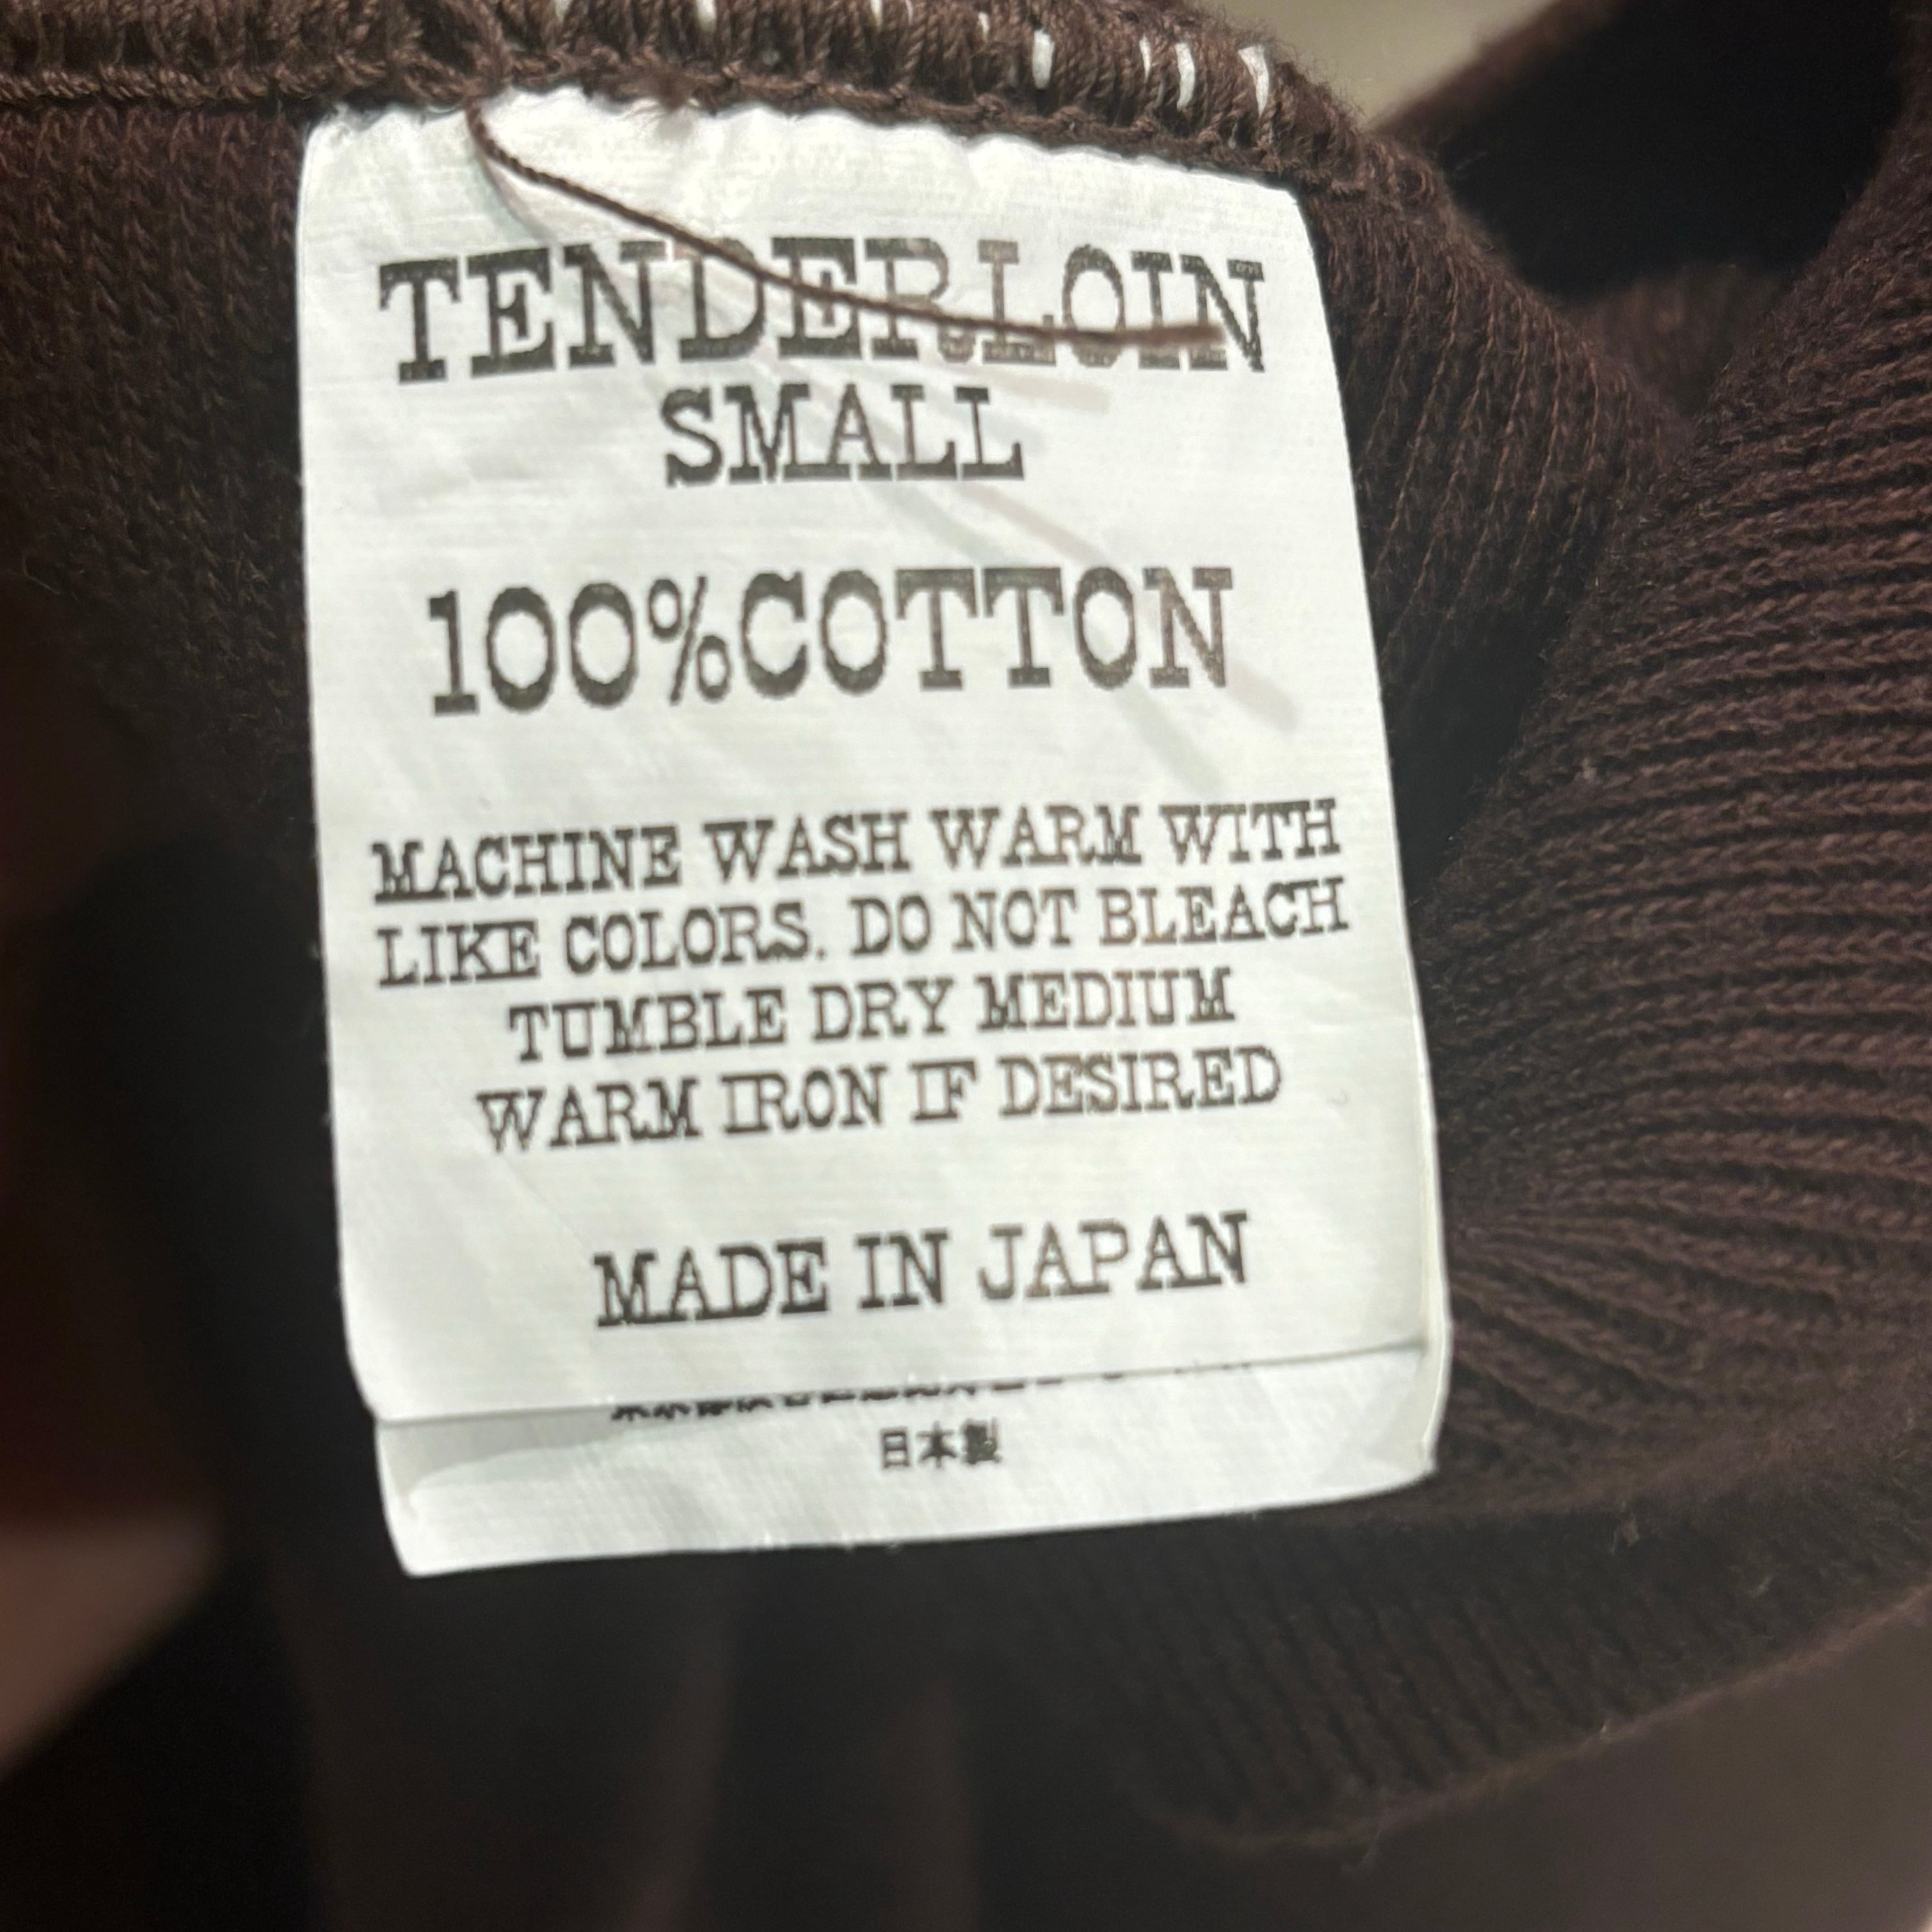 TENDERLOIN
SMALL
100%COTTON
MACHINE WASH WARM WITH
LIKE COLORS. DO NOT BLEACH
TUMBLE DRY MEDIUM
WARM IRON IF DESIRED
MADE IN JAPAN
日本製